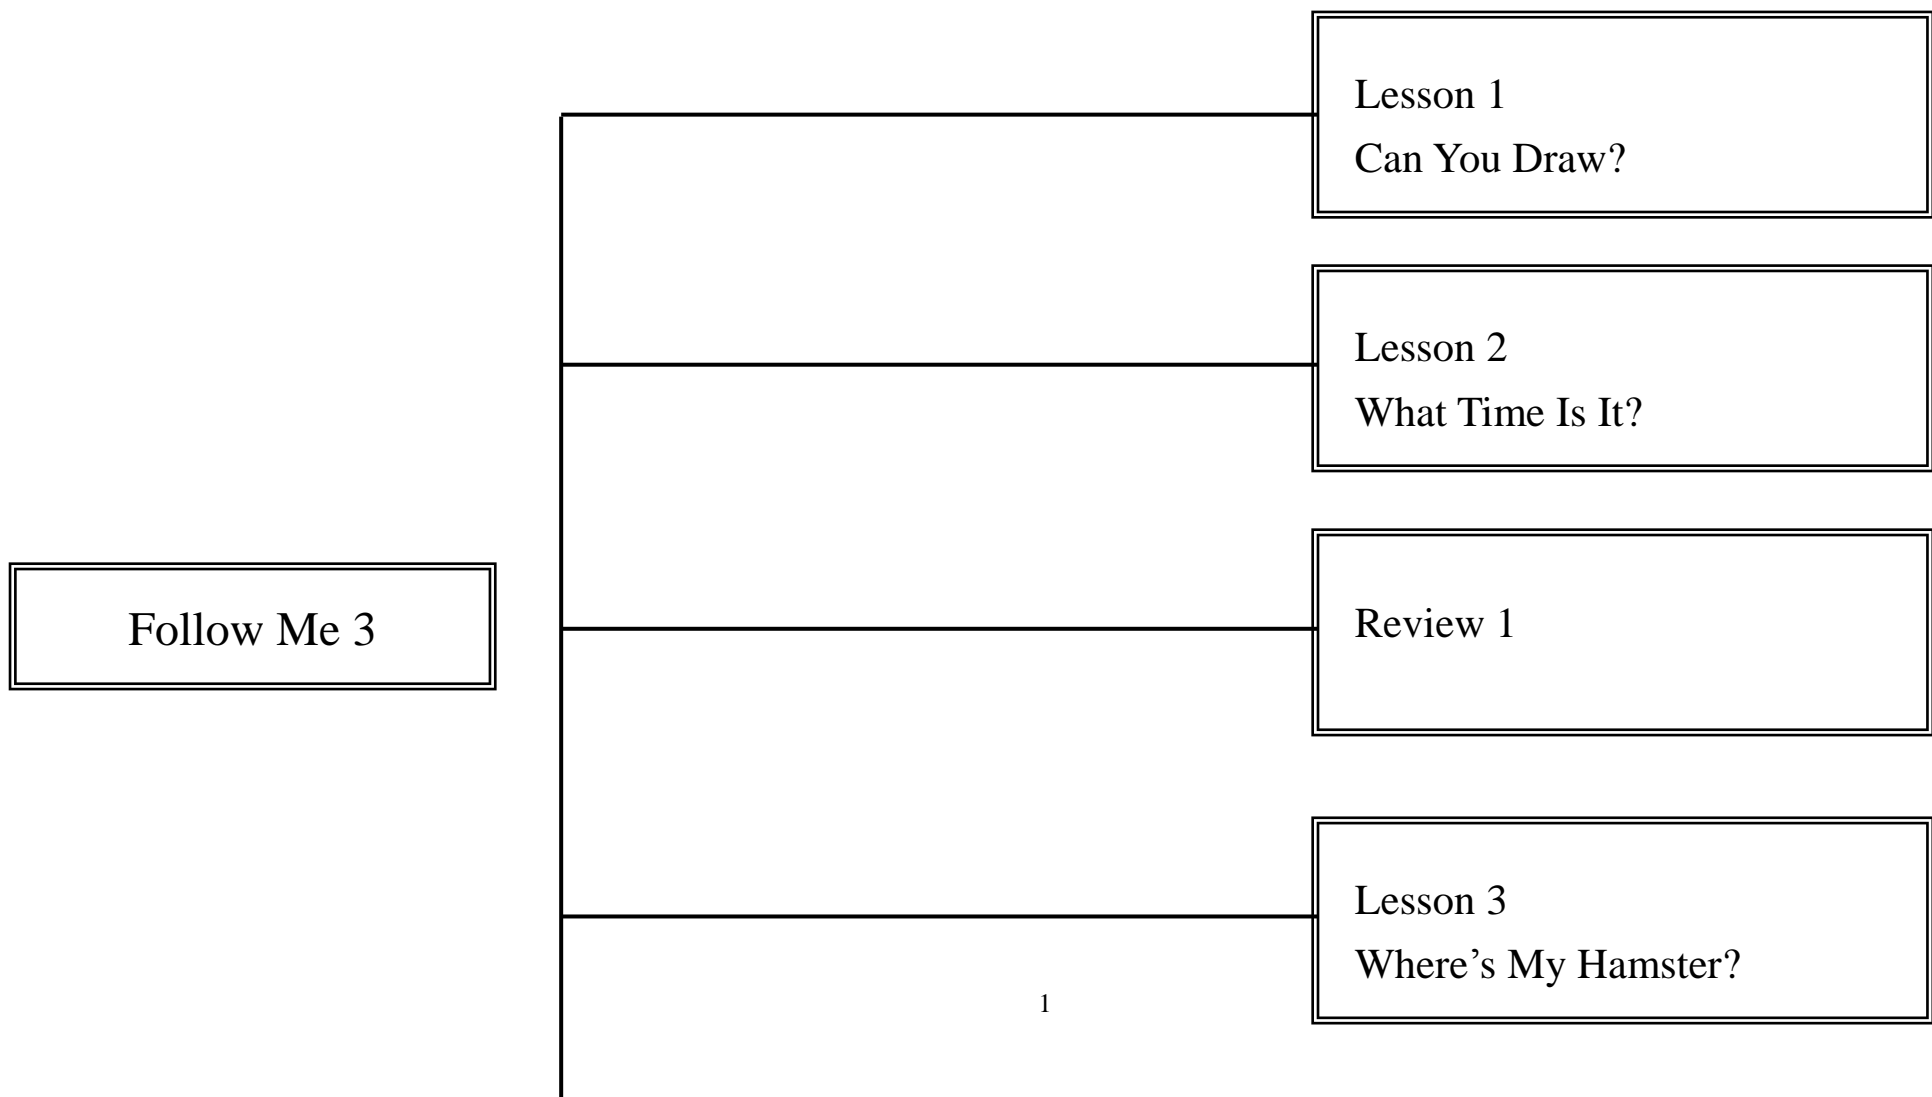 Lesson 1
Can You Draw?
Lesson 2
What Time Is It?
Follow Me 3
Review 1
Lesson 3
Where’s My Hamster?
1